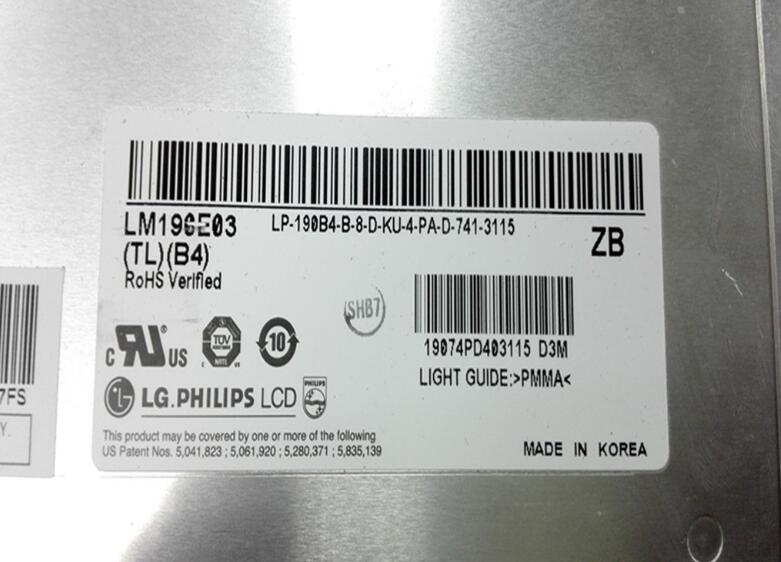 LM196E03
LP-190B4-B-8-D-KU-4-PA-D-741-3115
ZB
(TL)(B4)
RoHS Verified
SHB7
c UR US
TÜV
10
19074PD403115 D3M
LIGHT GUIDE:>PMMA<
LG.PHILIPS LCD
PHILIPS
This product may be covered by one or more of the following
US Patent Nos. 5,041,823 ; 5,061,920 ; 5,280,371 ; 5,835,139
MADE IN KOREA
7FS
Y.